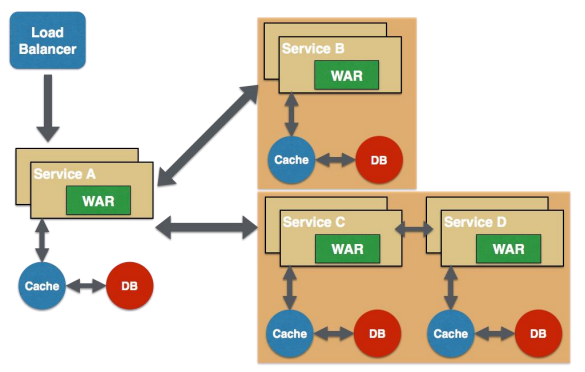 Load
Balancer
Service A
WAR
Cache
DB
Service B
WAR
Cache
DB
Service C
WAR
Cache
DB
Service D
WAR
Cache
DB